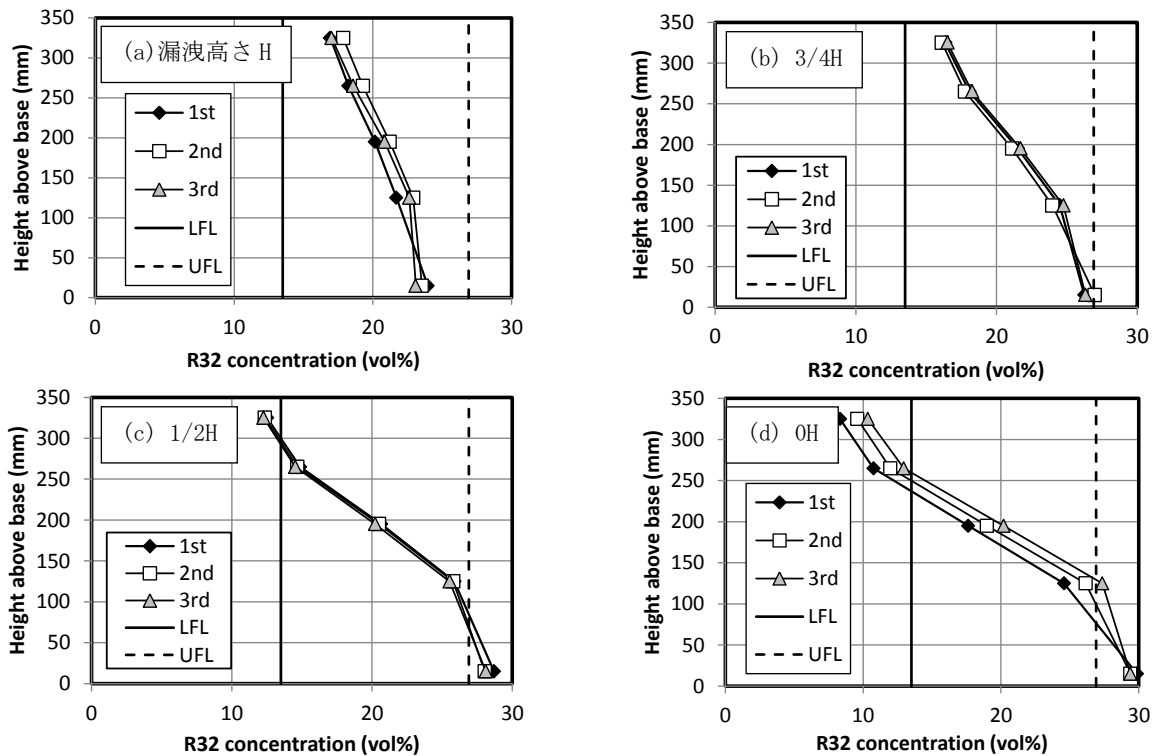 (a)漏洩高さ H
1st
2nd
3rd
LFL
UFL
Height above base (mm)
350
300
250
200
150
100
50
0
0 10 20 30
R32 concentration (vol%)
(b) 3/4H
1st
2nd
3rd
LFL
UFL
Height above base (mm)
350
300
250
200
150
100
50
0
0 10 20 30
R32 concentration (vol%)
(c) 1/2H
1st
2nd
3rd
LFL
UFL
Height above base (mm)
350
300
250
200
150
100
50
0
0 10 20 30
R32 concentration (vol%)
(d) 0H
1st
2nd
3rd
LFL
UFL
Height above base (mm)
350
300
250
200
150
100
50
0
0 10 20 30
R32 concentration (vol%)